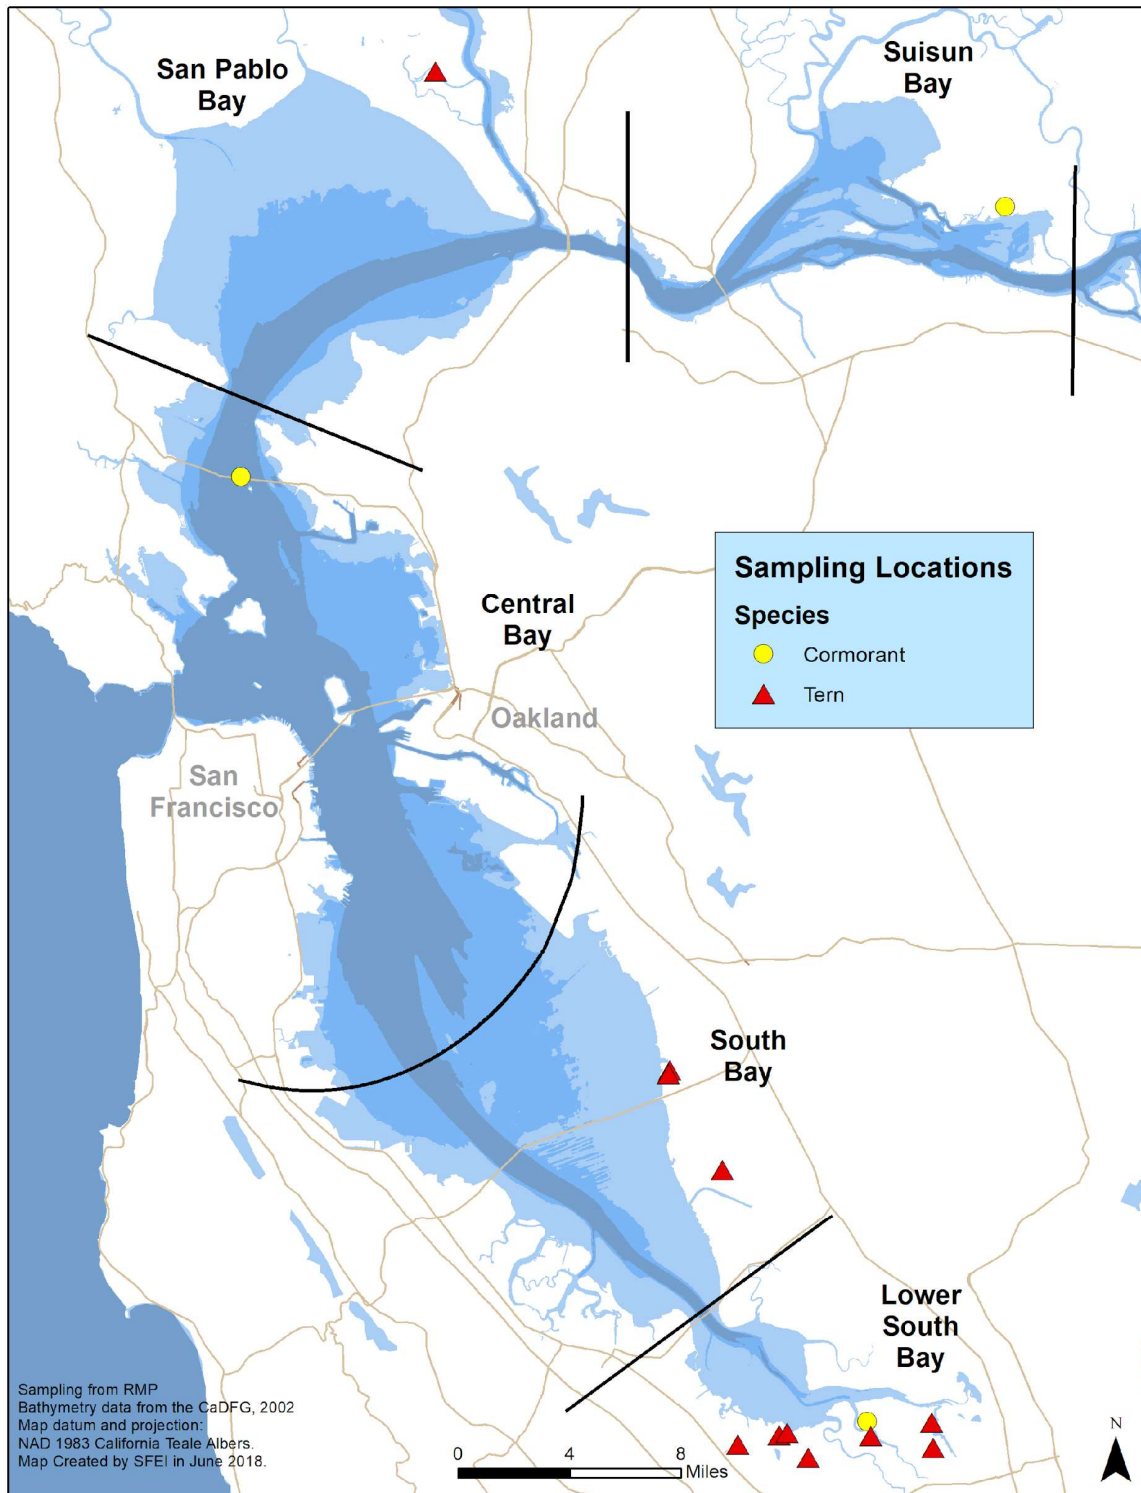 San Pablo
Bay
Suisun
Bay
Sampling Locations
Species
Cormorant
Tern
Central
Bay
Oakland
San
Francisco
South
Bay
Lower
South
Bay
Sampling from RMP
Bathymetry data from the CaDFG, 2002
Map datum and projection:
NAD 1983 California Teale Albers.
Map Created by SFEI in June 2018.
0 4 8
Miles
N